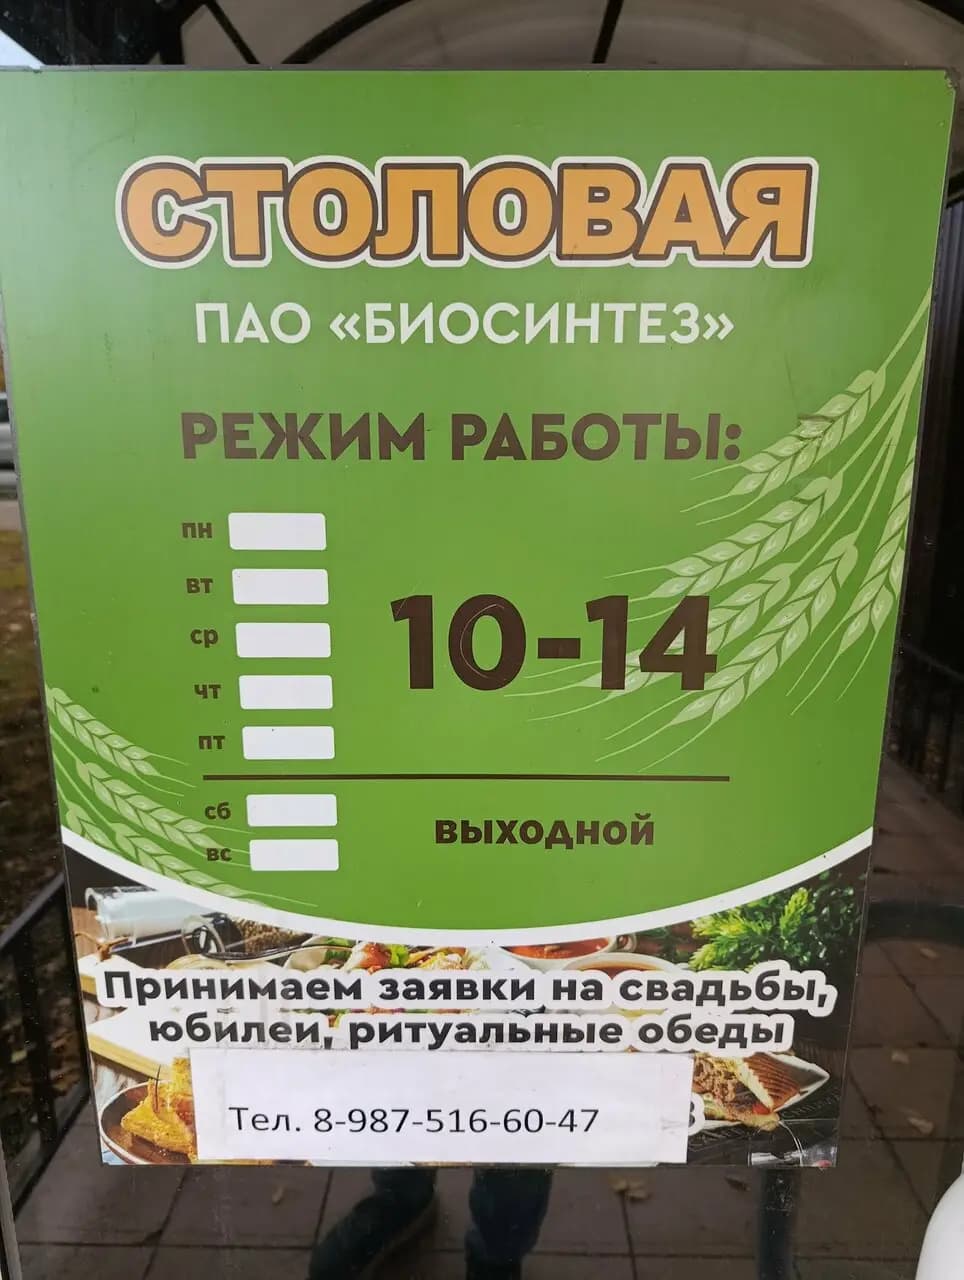 СТОЛОВАЯ
ПАО «БИОСИНТЕЗ»
РЕЖИМ РАБОТЫ:
пн
вт
ср
чт
пт
10-14
сб
вс
ВЫХОДНОЙ
Принимаем заявки на свадьбы,
юбилеи, ритуальные обеды
Тел. 8-987-516-60-47